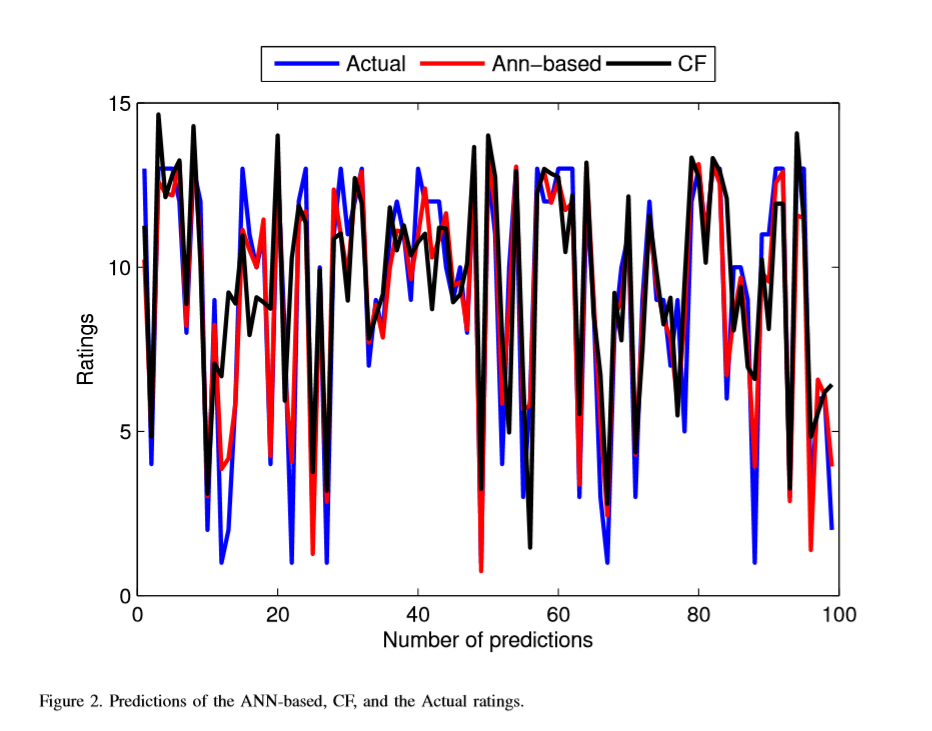 Actual Ann−based CF
15
10
5
0
Ratings
0 20 40 60 80 100
Number of predictions
Figure 2. Predictions of the ANN-based, CF, and the Actual ratings.